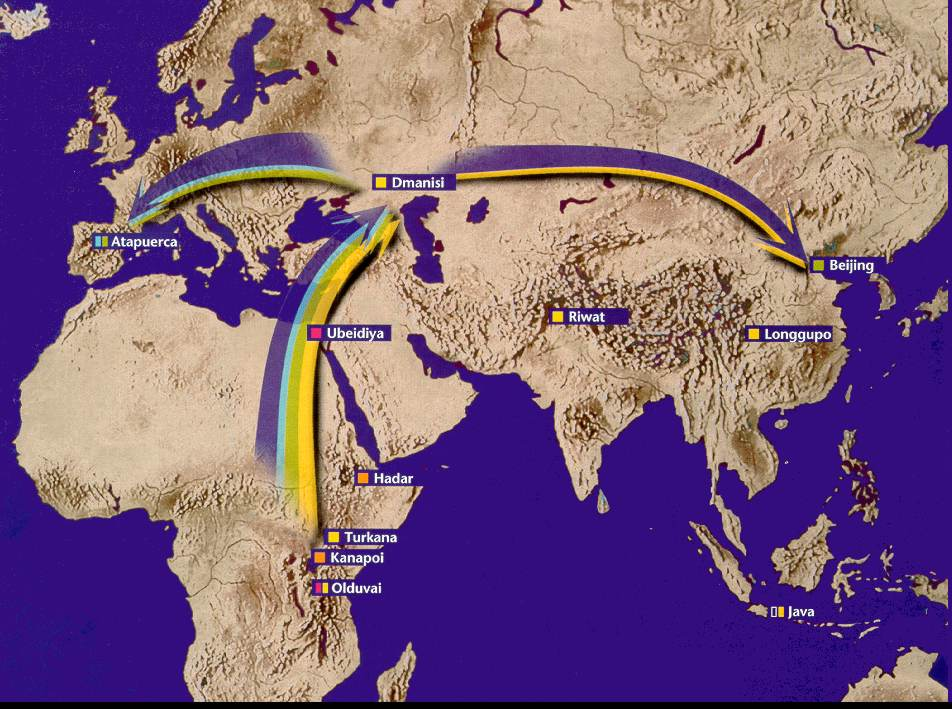 Dmanisi
Atapuerca
Beijing
Riwat
Ubeidiya
Longgupo
Hadar
Turkana
Kanapoi
Olduvai
Java